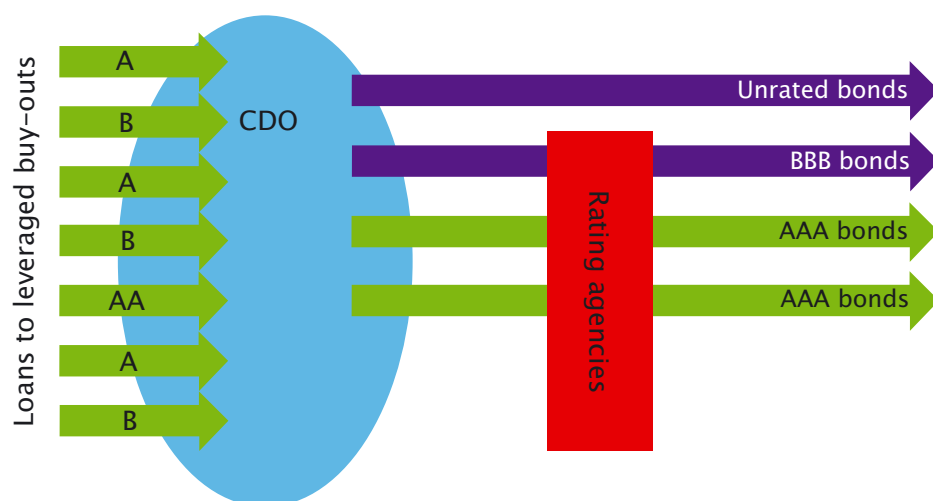 Loans to leveraged buy-outs
A
B
A
B
AA
A
B
CDO
Rating agencies
Unrated bonds
BBB bonds
AAA bonds
AAA bonds